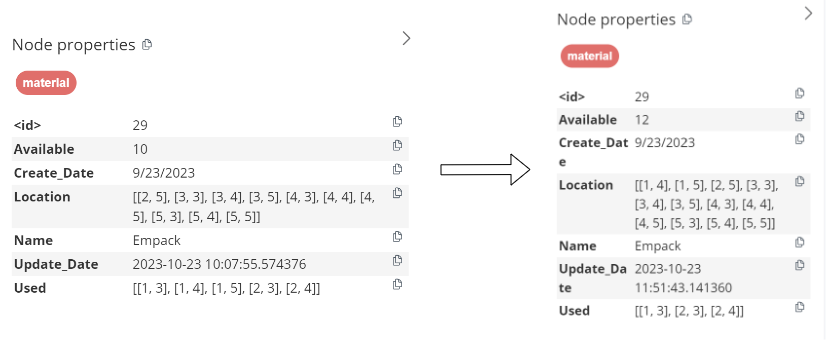 Node properties
material
<id> 29
Available 10
Create_Date 9/23/2023
Location [[2, 5], [3, 3], [3, 4], [3, 5], [4, 3], [4, 4], [4,
5], [5, 3], [5, 4], [5, 5]]
Name Empack
Update_Date 2023-10-23 10:07:55.574376
Used [[1, 3], [1, 4], [1, 5], [2, 3], [2, 4]]
Node properties
material
<id> 29
Available 12
Create_Dat 9/23/2023
e
Location [[1, 4], [1, 5], [2, 5], [3, 3],
[3, 4], [3, 5], [4, 3], [4, 4],
[4, 5], [5, 3], [5, 4], [5, 5]]
Name Empack
Update_Da 2023-10-23
te 11:51:43.141360
Used [[1, 3], [2, 3], [2, 4]]